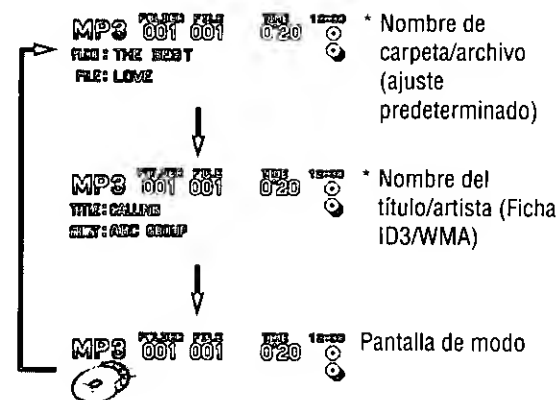 MP3 FOLDER 001 FILE 001 TIME 0'20 12:00
FLDR: THE BEST
FILE: LOVE
* Nombre de
carpeta/archivo
(ajuste
predeterminado)
MP3 FOLDER 001 FILE 001 TIME 0'20 12:00
TITLE: CALLING
ABC GROUP
* Nombre del
título/artista (Ficha
ID3/WMA)
MP3 FOLDER 001 FILE 001 TIME 0'20 12:00
Pantalla de modo